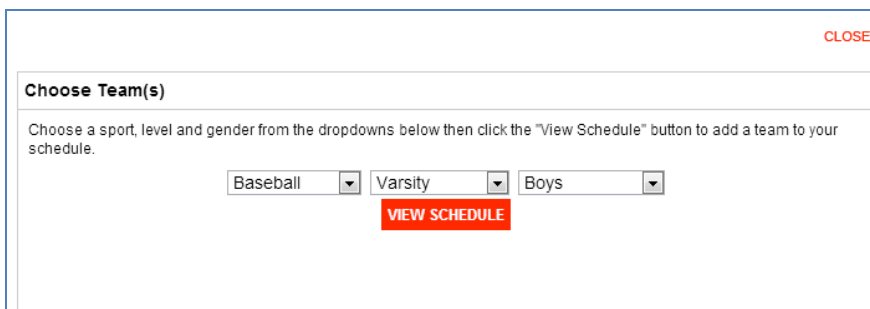 CLOSE
Choose Team(s)
Choose a sport, level and gender from the dropdowns below then click the "View Schedule" button to add a team to your
schedule.
Baseball Varsity Boys
VIEW SCHEDULE